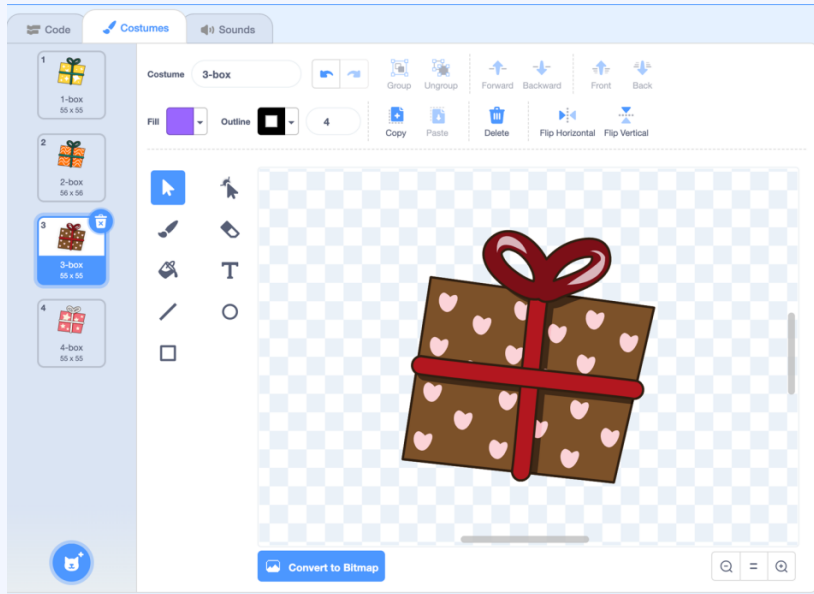 Code
Costumes
Sounds
1
1-box
55 x 55
2
2-box
56 x 56
3
3-box
55 x 55
4
4-box
55 x 55
Costume 3-box
Group Ungroup Forward Backward Front Back
Fill Outline 4
Copy Paste Delete Flip Horizontal Flip Vertical
T
Convert to Bitmap